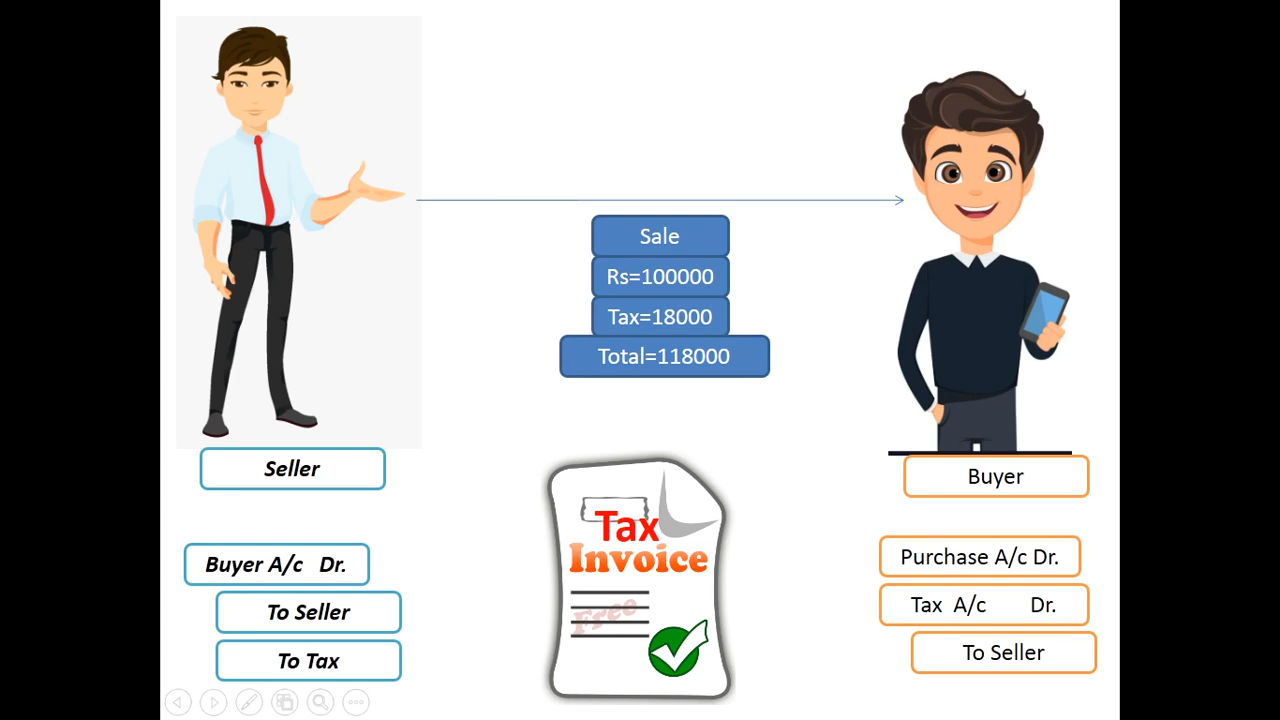 Sale
Rs=100000
Tax=18000
Total=118000
Seller
Buyer
Tax
Invoice
Free
Buyer A/c Dr.
To Seller
To Tax
Purchase A/c Dr.
Tax A/c Dr.
To Seller